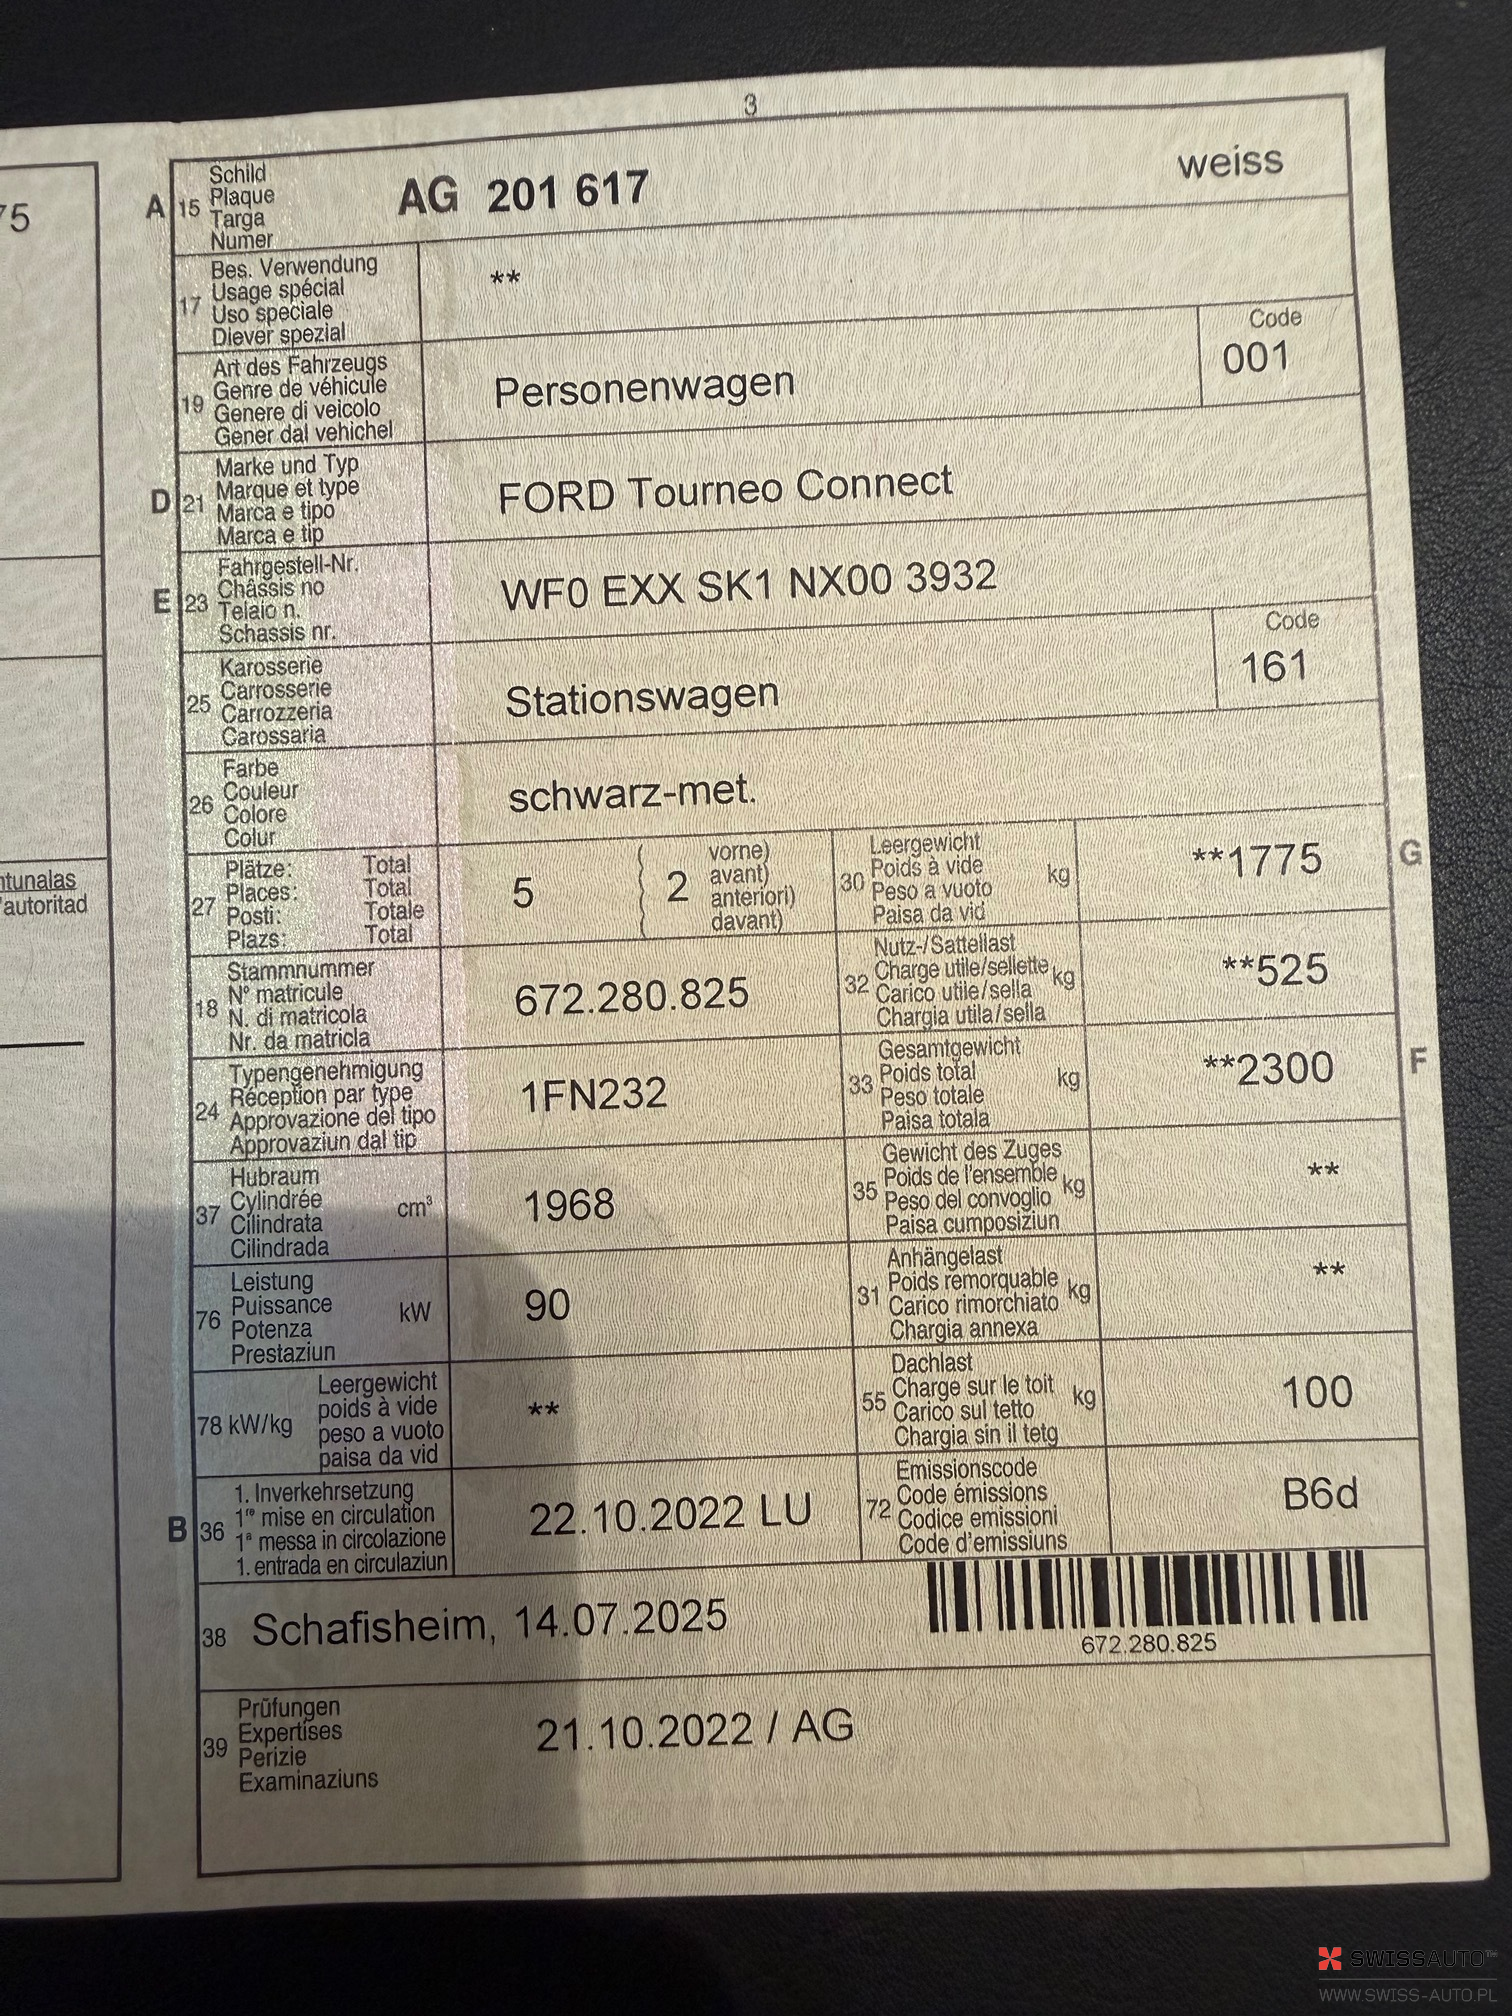 3
75
ntunalas
'autoritad
A 15 Schild
Plaque
Targa
Numer
AG 201 617 weiss
17 Bes. Verwendung
Usage spécial
Uso speciale
Diever spezial
**
19 Art des Fahrzeugs
Genre de véhicule
Genere di veicolo
Gener dal vehichel
Personenwagen
Code
001
D 21 Marke und Typ
Marque et type
Marca e tipo
Marca e tip
FORD Tourneo Connect
E 23 Fahrgestell-Nr.
Châssis no
Telaio n.
Schassis nr.
WF0 EXX SK1 NX00 3932
25 Karosserie
Carrosserie
Carrozzeria
Carossaria
Stationswagen
Code
161
26 Farbe
Couleur
Colore
Colur
schwarz-met.
27 Plätze: Total
Places: Total
Posti: Totale
Plazs: Total
5 2
vorne)
avant)
anteriori)
davant)
30 Leergewicht
Poids à vide
Peso a vuoto
Paisa da vid
kg
**1775
G
18 Stammnummer
N° matricule
N. di matricola
Nr. da matricla
672.280.825
32 Nutz-/Sattellast
Charge utile/sellette
Carico utile/sella
Chargia utila/sella
kg
**525
24 Typengenehmigung
Réception par type
Approvazione del tipo
Approvaziun dal tip
1FN232
33 Gesamtgewicht
Poids total
Peso totale
Paisa totala
kg
**2300
F
37 Hubraum
Cylindrée
Cilindrata
Cilindrada
cm³
1968
35 Gewicht des Zuges
Poids de l'ensemble
Peso del convoglio
Paisa cumposiziun
kg
**
76 Leistung
Puissance
Potenza
Prestaziun
kW
90
31 Anhängelast
Poids remorquable
Carico rimorchiato
Chargia annexa
kg
**
78 kW/kg
Leergewicht
poids à vide
peso a vuoto
paisa da vid
**
55 Dachlast
Charge sur le toit
Carico sul tetto
Chargia sin il tetg
kg
100
B 36 1. Inverkehrsetzung
1re mise en circulation
1a messa in circolazione
1. entrada en circulaziun
22.10.2022 LU
72 Emissionscode
Code émissions
Codice emissioni
Code d'emissiuns
B6d
38 Schafisheim, 14.07.2025
672.280.825
39 Prüfungen
Expertises
Perizie
Examinaziuns
21.10.2022 / AG
SWISSAUTO™
WWW.SWISS-AUTO.PL